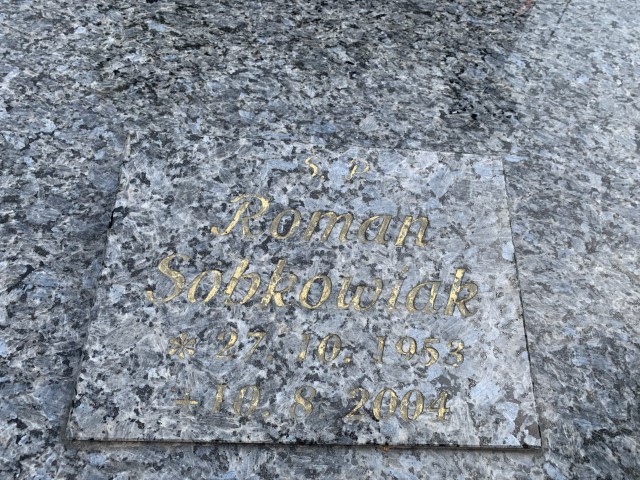 Ś. P.
Roman
Sobkowiak
* 27. 10. 1953
+ 10. 8. 2004